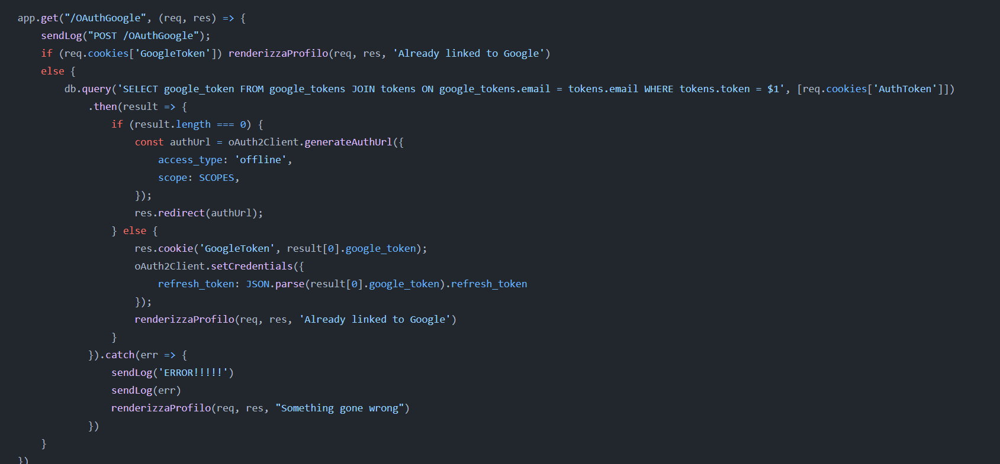 app.get("/OAuthGoogle", (req, res) => {
    sendLog("POST /OAuthGoogle");
    if (req.cookies['GoogleToken']) renderizzaProfilo(req, res, 'Already linked to Google')
    else {
        db.query('SELECT google_token FROM google_tokens JOIN tokens ON google_tokens.email = tokens.email WHERE tokens.token = $1', [req.cookies['AuthToken']])
            .then(result => {
                if (result.length === 0) {
                    const authUrl = oAuth2Client.generateAuthUrl({
                        access_type: 'offline',
                        scope: SCOPES,
                    });
                    res.redirect(authUrl);
                } else {
                    res.cookie('GoogleToken', result[0].google_token);
                    oAuth2Client.setCredentials({
                        refresh_token: JSON.parse(result[0].google_token).refresh_token
                    });
                    renderizzaProfilo(req, res, 'Already linked to Google')
                }
            }).catch(err => {
                sendLog('ERROR!!!!!')
                sendLog(err)
                renderizzaProfilo(req, res, "Something gone wrong")
            })
    }
})